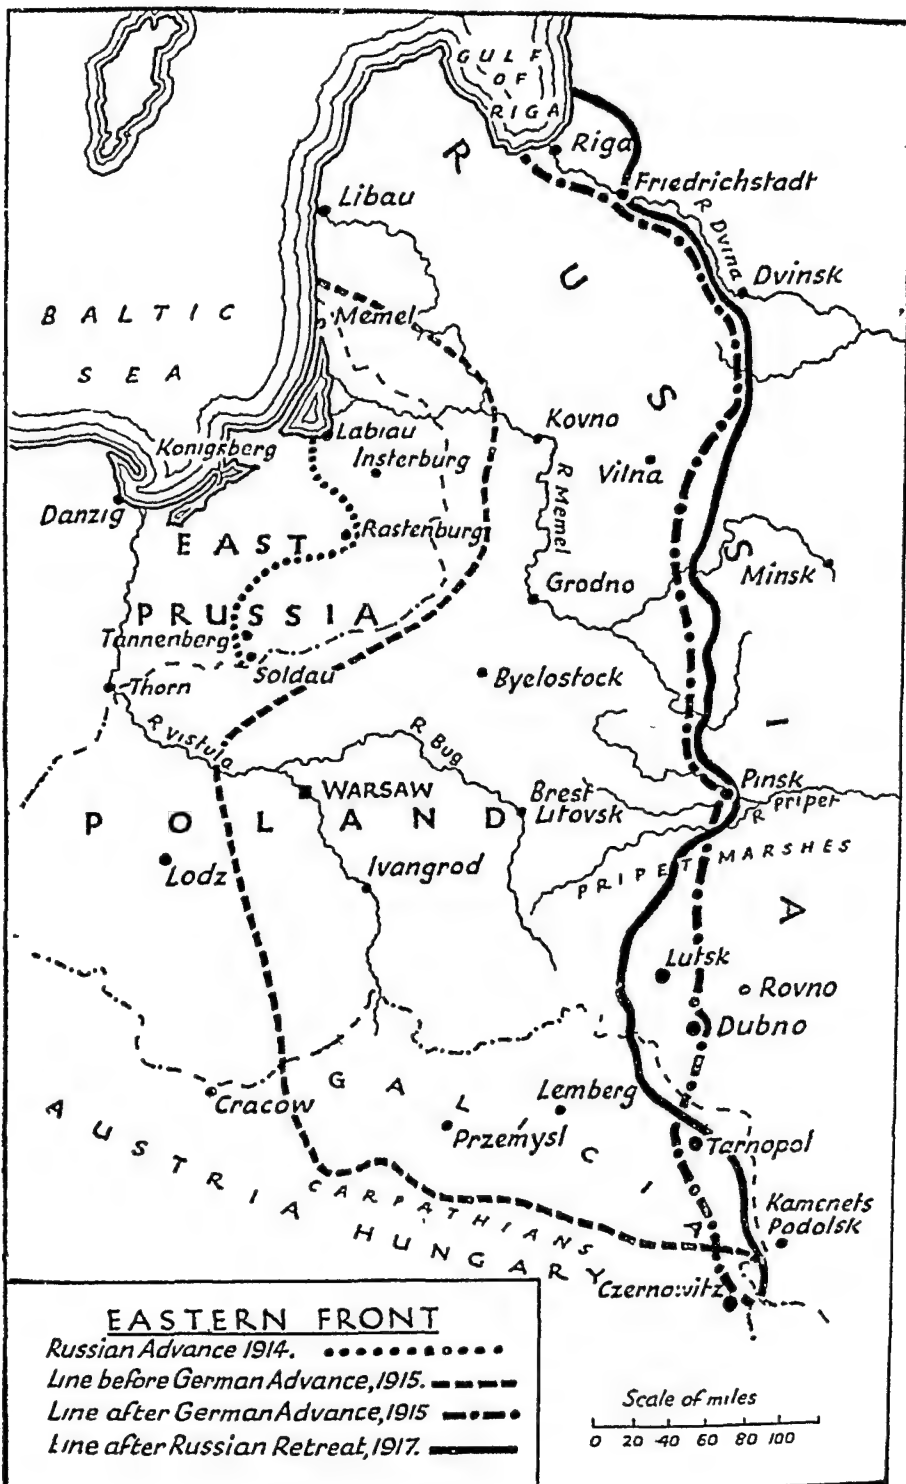 GULF
OF
RIGA
Riga
Friedrichstadt
R Dvina
Libau
Dvinsk
BALTIC
SEA
Memel
RUSSIA
Kovno
Labiau
Konigsberg
Insterburg
Vilna
R Memel
Danzig
EAST
Rastenburg
Minsk
Grodno
PRUSSIA
Tannenberg
Soldau
Byelostock
Thorn
R Vistula
R Bug
Pinsk
R Pripet
WARSAW
Brest
Litovsk
POLAND
PRIPET MARSHES
Lodz
Ivangrod
Lutsk
Rovno
Dubno
GALCIA
Lemberg
Cracow
Przemysl
Tarnopol
AUSTRIA HUNGARY
CARPATHIANS
Kamenets
Podolsk
Czernowitz
EASTERN FRONT
Russian Advance 1914.
Line before German Advance, 1915.
Line after German Advance, 1915
Line after Russian Retreat, 1917.
Scale of miles
0 20 40 60 80 100